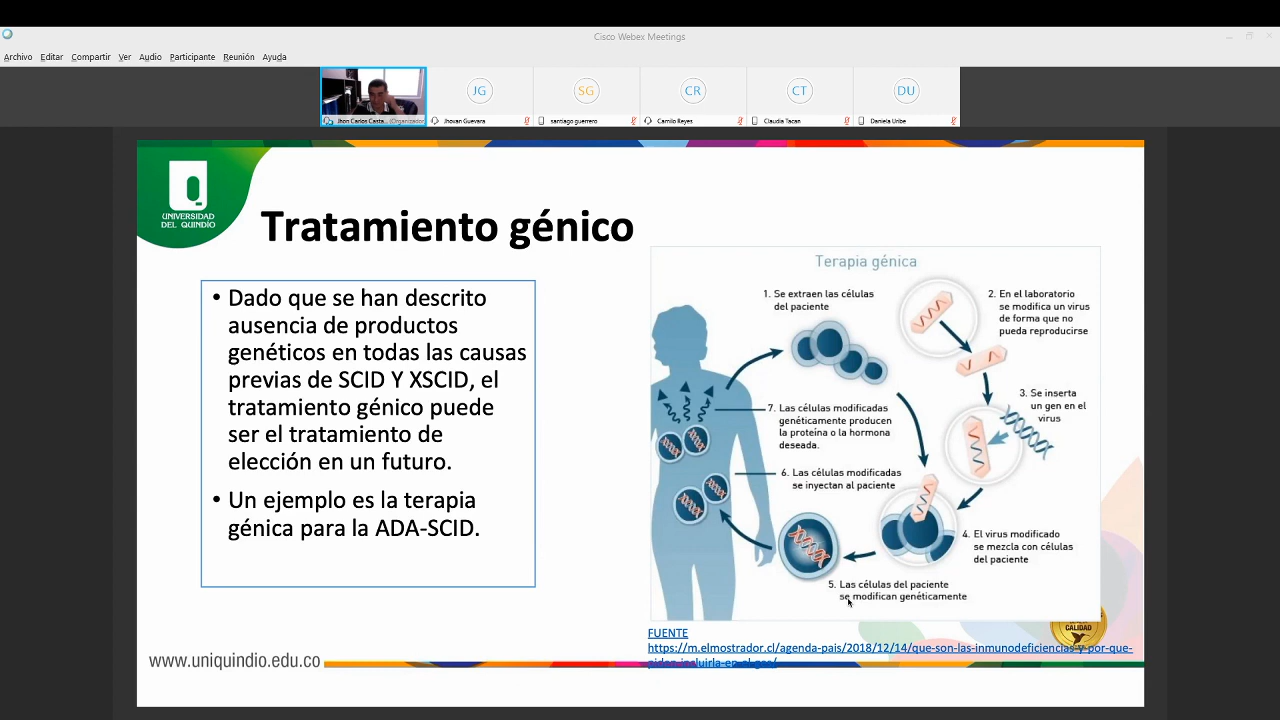 Cisco Webex Meetings
Archivo Editar Compartir Ver Audio Participante Reunión Ayuda
JG
SG
CR
CT
DU
Jhon Carlos Casta... (Organizador
Jhovan Guevara
santiago guerrero
Camilo Reyes
Claudia Tacan
Daniela Uribe
UNIVERSIDAD
DEL QUINDÍO
Tratamiento génico
• Dado que se han descrito
ausencia de productos
genéticos en todas las causas
previas de SCID Y XSCID, el
tratamiento génico puede
ser el tratamiento de
elección en un futuro.
• Un ejemplo es la terapia
génica para la ADA-SCID.
Terapia génica
1. Se extraen las células
del paciente
2. En el laboratorio
se modifica un virus
de forma que no
pueda reproducirse
3. Se inserta
un gen en el
virus
4. El virus modificado
se mezcla con células
del paciente
5. Las células del paciente
se modifican genéticamente
6. Las células modificadas
se inyectan al paciente
7. Las células modificadas
genéticamente producen
la proteína o la hormona
deseada.
FUENTE
https://m.elmostrador.cl/agenda-pais/2018/12/14/que-son-las-inmunodeficiencias-y-por-que-
piden-incluirla-en-el-ges/
CALIDAD
www.uniquindio.edu.co